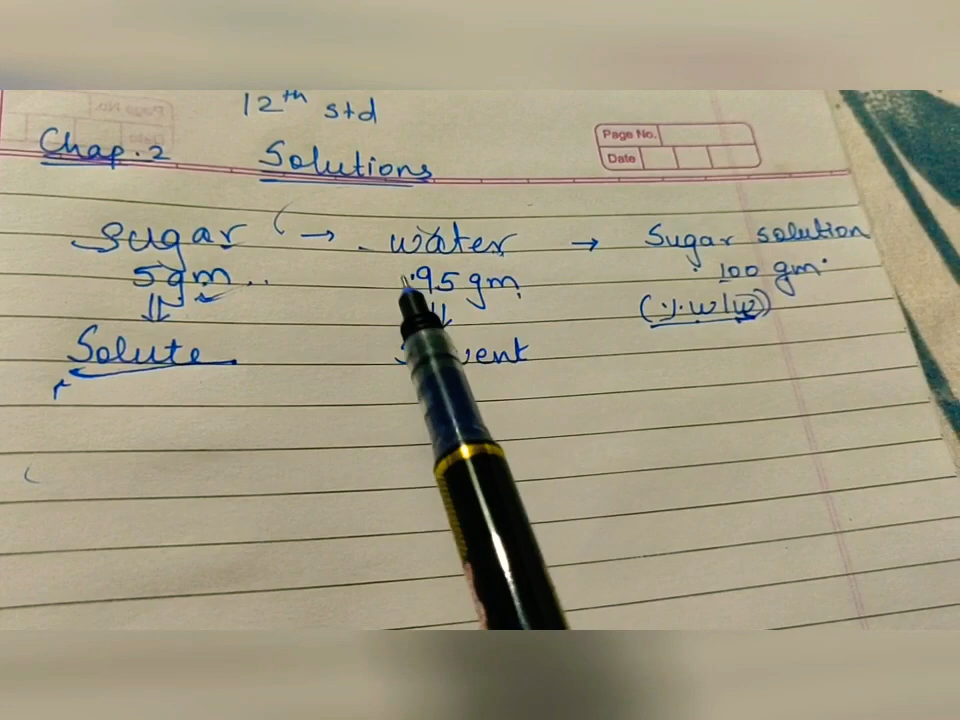 12th std
Page No.
Date
Chap. 2 Solutions
Sugar → water → Sugar solution
5gm.. 95 gm 100 gm
(%w/w)
Solute